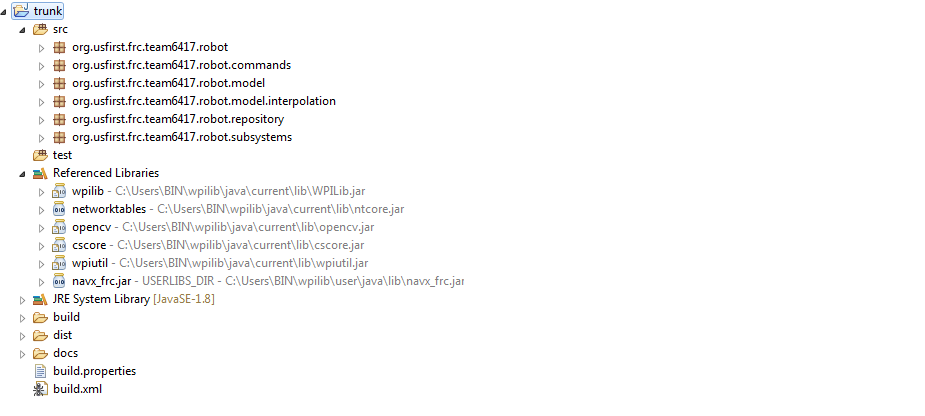 trunk
src
org.usfirst.frc.team6417.robot
org.usfirst.frc.team6417.robot.commands
org.usfirst.frc.team6417.robot.model
org.usfirst.frc.team6417.robot.model.interpolation
org.usfirst.frc.team6417.robot.repository
org.usfirst.frc.team6417.robot.subsystems
test
Referenced Libraries
wpilib - C:\Users\BIN\wpilib\java\current\lib\WPILib.jar
networktables - C:\Users\BIN\wpilib\java\current\lib\ntcore.jar
opencv - C:\Users\BIN\wpilib\java\current\lib\opencv.jar
cscore - C:\Users\BIN\wpilib\java\current\lib\cscore.jar
wpiutil - C:\Users\BIN\wpilib\java\current\lib\wpiutil.jar
navx_frc.jar - USERLIBS_DIR - C:\Users\BIN\wpilib\user\java\lib\navx_frc.jar
JRE System Library [JavaSE-1.8]
build
dist
docs
build.properties
build.xml